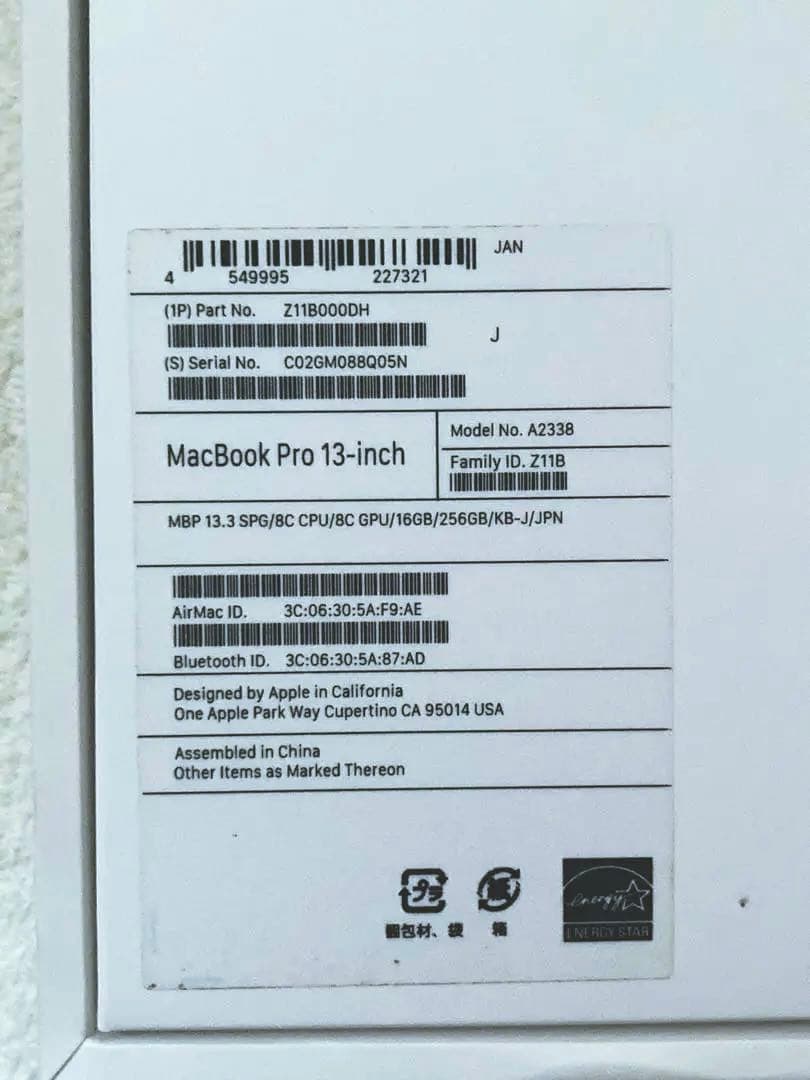 JAN
4 549995 227321
(1P) Part No. Z11B000DH
J
(S) Serial No. C02GM088Q05N
MacBook Pro 13-inch
Model No. A2338
Family ID. Z11B
MBP 13.3 SPG/8C CPU/8C GPU/16GB/256GB/KB-J/JPN
AirMac ID. 3C:06:30:5A:F9:AE
Bluetooth ID. 3C:06:30:5A:87:AD
Designed by Apple in California
One Apple Park Way Cupertino CA 95014 USA
Assembled in China
Other Items as Marked Thereon
プラ
紙
energy
梱包材、袋
箱
ENERGY STAR